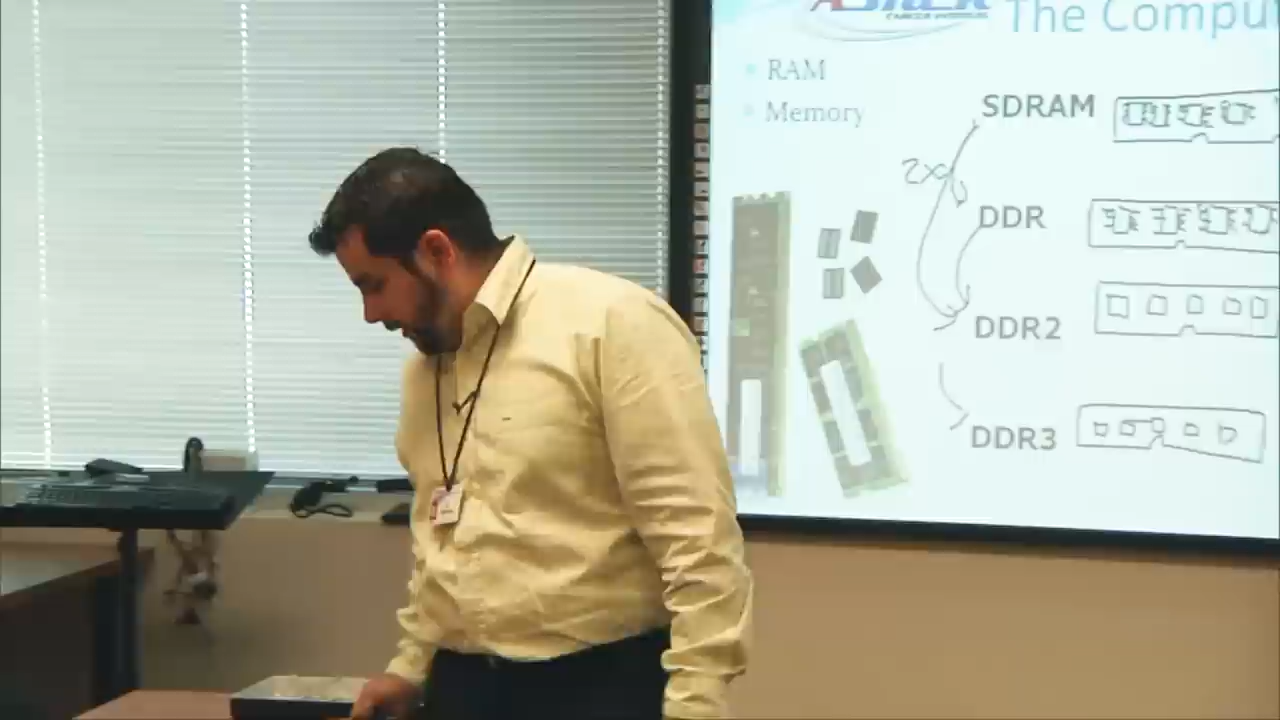 The Compu
RAM
Memory
SDRAM
2x
DDR
DDR2
DDR3